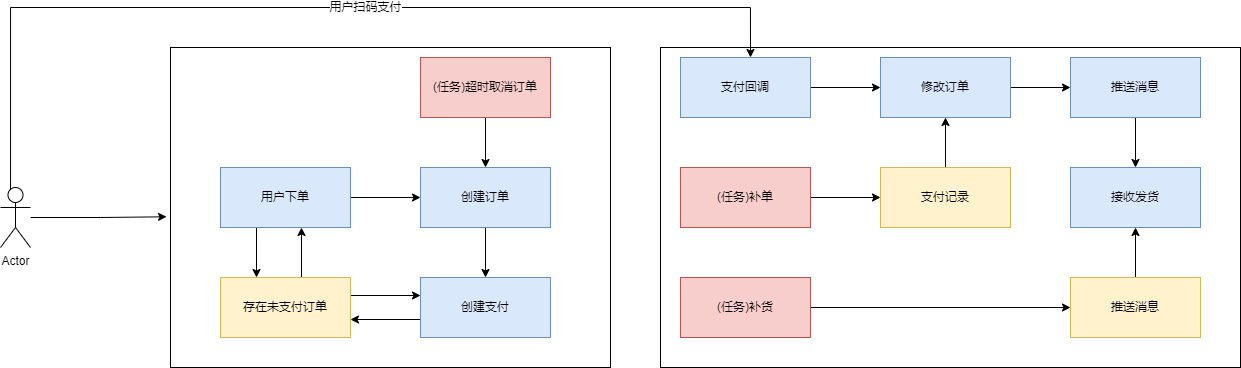 用户扫码支付
(任务)超时取消订单
支付回调
修改订单
推送消息
用户下单
创建订单
(任务)补单
支付记录
接收发货
Actor
存在未支付订单
创建支付
(任务)补货
推送消息